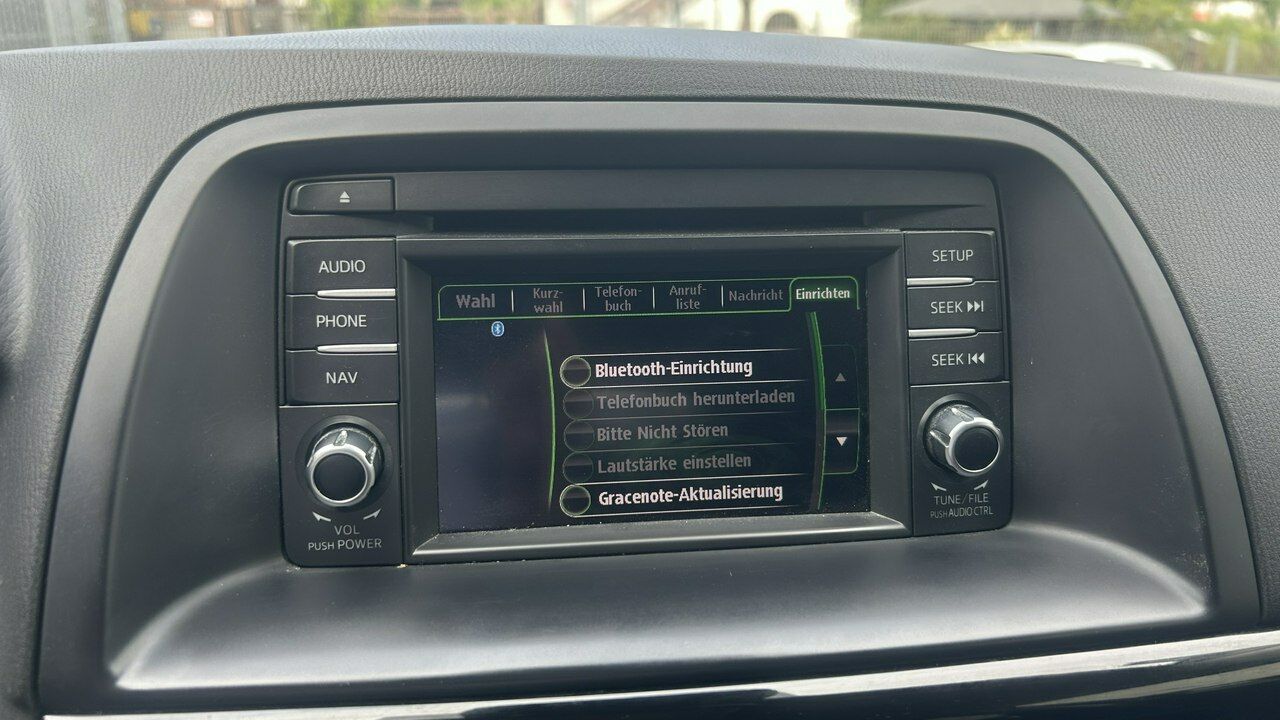 AUDIO
PHONE
NAV
VOL
PUSH POWER
Wahl
Kurz-
wahl
Telefon-
buch
Anruf-
liste
Nachricht
Einrichten
Bluetooth-Einrichtung
Telefonbuch herunterladen
Bitte Nicht Stören
Lautstärke einstellen
Gracenote-Aktualisierung
SETUP
SEEK
SEEK
TUNE/FILE
PUSH AUDIO CTRL